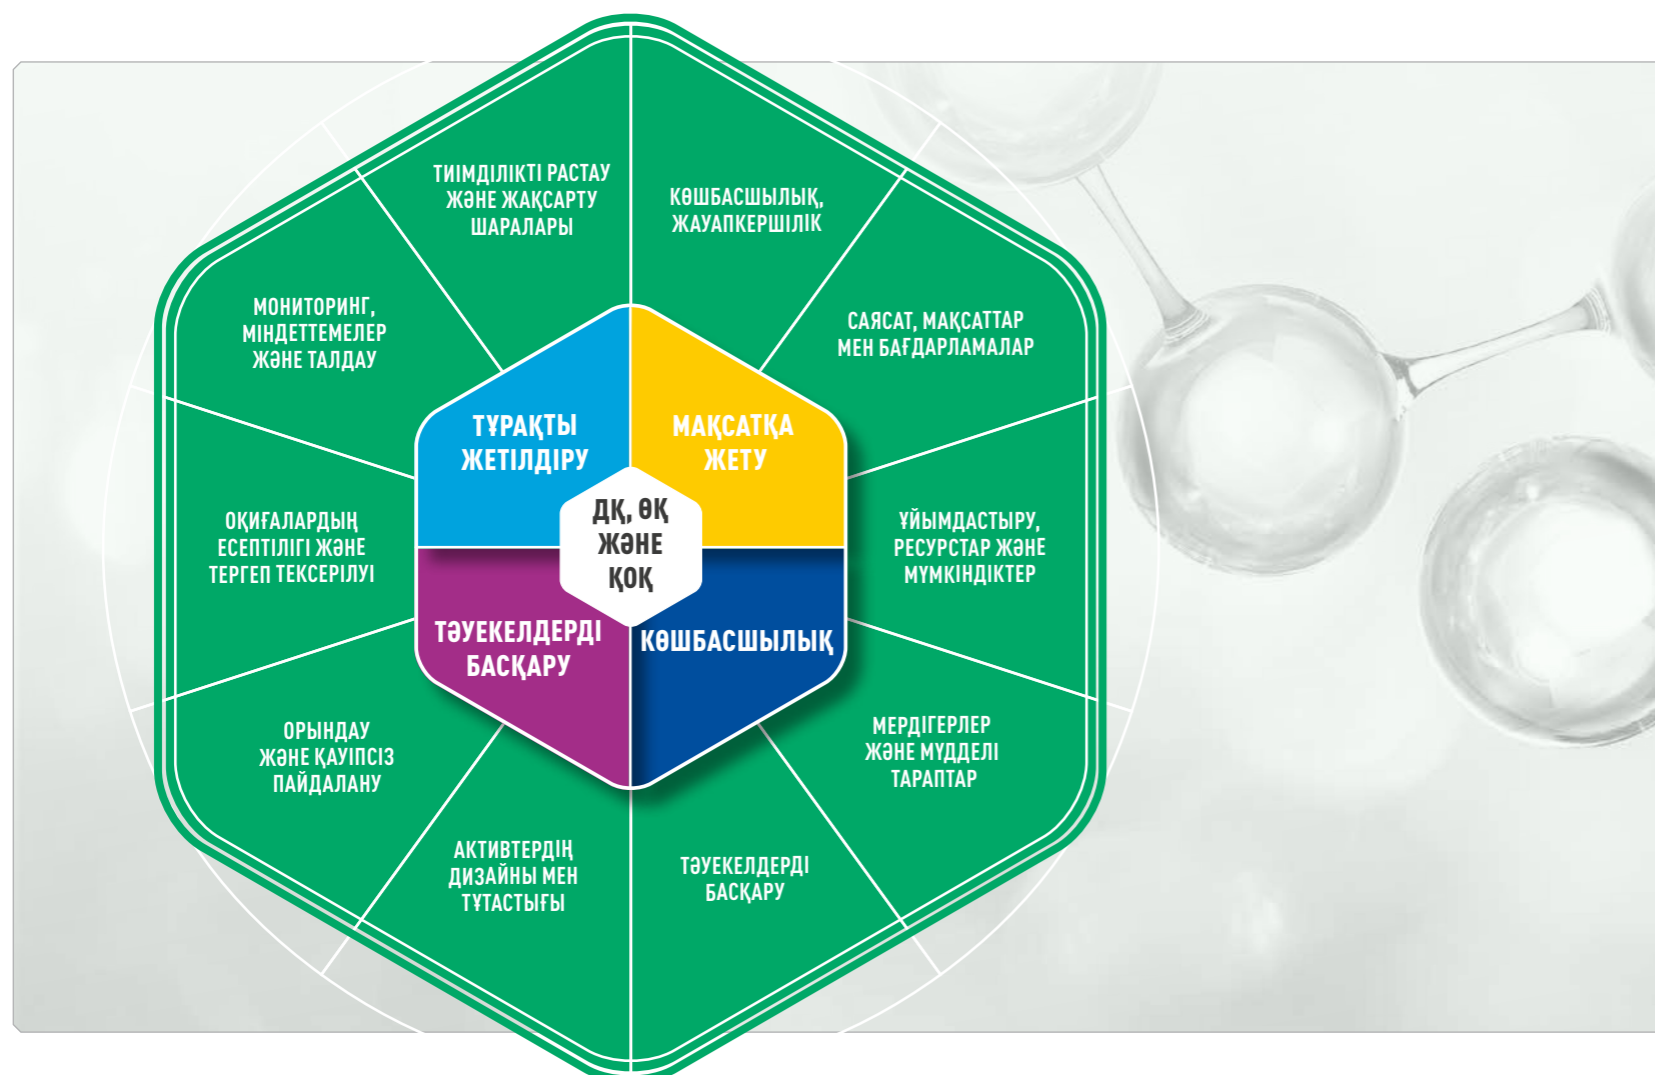 ТИІМДІЛІКТІ РАСТАУ
ЖӘНЕ ЖАҚСАРТУ
ШАРАЛАРЫ
КӨШБАСШЫЛЫҚ,
ЖАУАПКЕРШІЛІК
МОНИТОРИНГ,
МІНДЕТТЕМЕЛЕР
ЖӘНЕ ТАЛДАУ
САЯСАТ, МАҚСАТТАР
МЕН БАҒДАРЛАМАЛАР
ТҰРАҚТЫ
ЖЕТІЛДІРУ
МАҚСАТҚА
ЖЕТУ
ДҚ, ӨҚ
ЖӘНЕ
ҚОҚ
ОҚИҒАЛАРДЫҢ
ЕСЕПТІЛІГІ ЖӘНЕ
ТЕРГЕП ТЕКСЕРІЛУІ
ҰЙЫМДАСТЫРУ,
РЕСУРСТАР ЖӘНЕ
МҮМКІНДІКТЕР
ТӘУЕКЕЛДЕРДІ
БАСҚАРУ
КӨШБАСШЫЛЫҚ
ОРЫНДАУ
ЖӘНЕ ҚАУІПСІЗ
ПАЙДАЛАНУ
МЕРДІГЕРЛЕР
ЖӘНЕ МҮДДЕЛІ
ТАРАПТАР
АКТИВТЕРДІҢ
ДИЗАЙНЫ МЕН
ТҰТАСТЫҒЫ
ТӘУЕКЕЛДЕРДІ
БАСҚАРУ